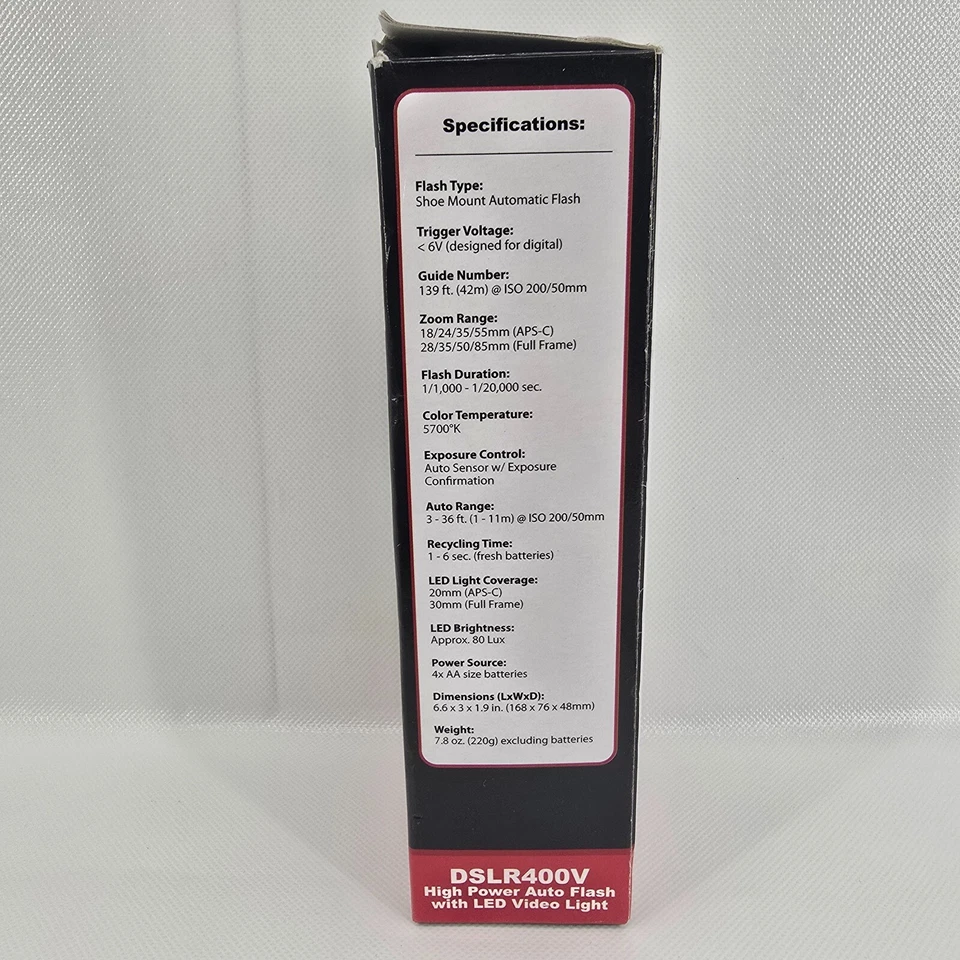 Specifications:
Flash Type:
Shoe Mount Automatic Flash
Trigger Voltage:
< 6V (designed for digital)
Guide Number:
139 ft. (42m) @ ISO 200/50mm
Zoom Range:
18/24/35/55mm (APS-C)
28/35/50/85mm (Full Frame)
Flash Duration:
1/1,000 - 1/20,000 sec.
Color Temperature:
5700°K
Exposure Control:
Auto Sensor w/ Exposure
Confirmation
Auto Range:
3 - 36 ft. (1 - 11m) @ ISO 200/50mm
Recycling Time:
1 - 6 sec. (fresh batteries)
LED Light Coverage:
20mm (APS-C)
30mm (Full Frame)
LED Brightness:
Approx. 80 Lux
Power Source:
4x AA size batteries
Dimensions (LxWxD):
6.6 x 3 x 1.9 in. (168 x 76 x 48mm)
Weight:
7.8 oz. (220g) excluding batteries
DSLR400V
High Power Auto Flash
with LED Video Light